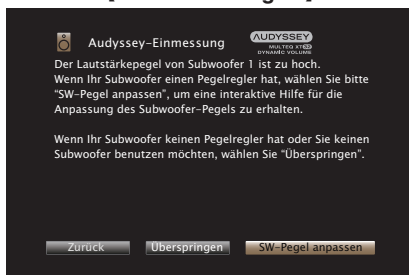 Audyssey-Einmessung
AUDYSSEY
MULTEQ XT32
DYNAMIC VOLUME
Der Lautstärkepegel von Subwoofer 1 ist zu hoch.
Wenn Ihr Subwoofer einen Pegelregler hat, wählen Sie bitte
"SW-Pegel anpassen", um eine interaktive Hilfe für die
Anpassung des Subwoofer-Pegels zu erhalten.
Wenn Ihr Subwoofer keinen Pegelregler hat oder Sie keinen
Subwoofer benutzen möchten, wählen Sie "Überspringen".
Zurück
Überspringen
SW-Pegel anpassen